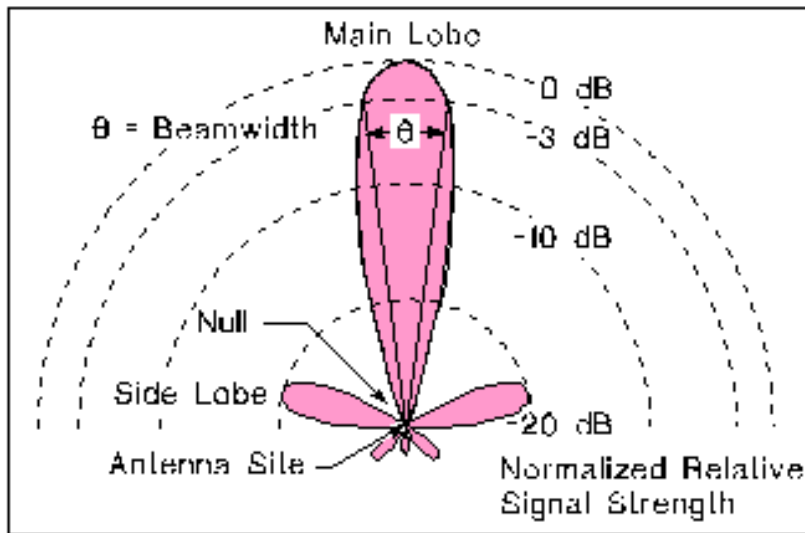 Main Lobe
0 dB
θ = Beamwidth
θ
-3 dB
-10 dB
Null
Side Lobe
-20 dB
Antenna Site
Normalized Relative
Signal Strength